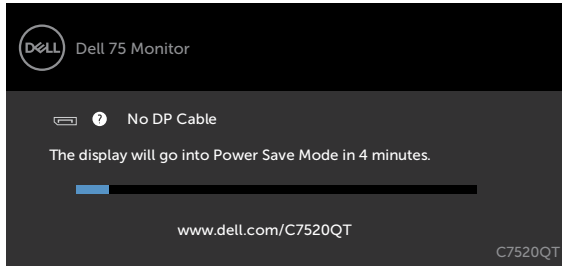 DELL
Dell 75 Monitor
? No DP Cable
The display will go into Power Save Mode in 4 minutes.
www.dell.com/C7520QT
C7520QT